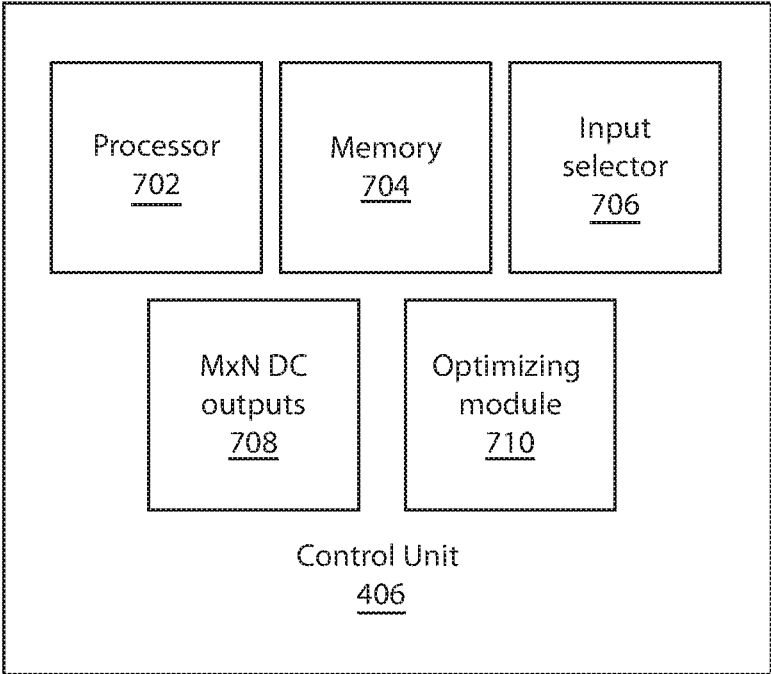 Processor
702
Memory
704
Input
selector
706
MxN DC
outputs
708
Optimizing
module
710
Control Unit
406